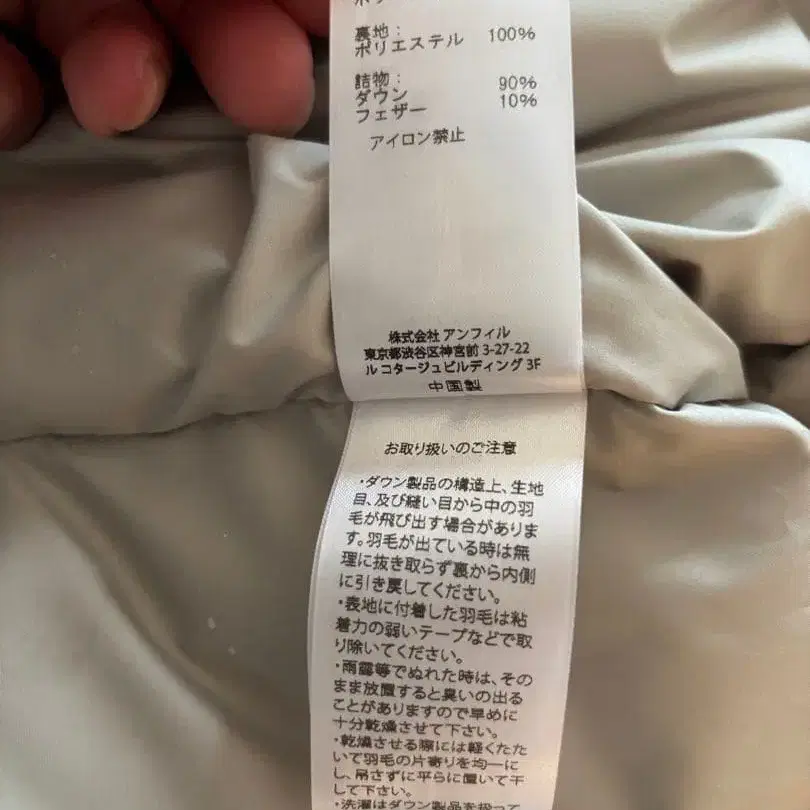 裏地：
ポリエステル 100%
詰物：
ダウン 90%
フェザー 10%
アイロン禁止
株式会社 アンフィル
東京都渋谷区神宮前 3-27-22
ル コタージュビルディング 3F
中国製
お取り扱いのご注意
・ダウン製品の構造上、生地
目、及び縫い目から中の羽
毛が飛び出す場合がありま
す。羽毛が出ている時は無
理に抜き取らず裏から内側
に引き戻してください。
・表地に付着した羽毛は粘
着力の弱いテープなどで取
り除いてください。
・雨露等でぬれた時は、その
まま放置すると臭いの出る
ことがありますので早めに
十分乾燥させて下さい。
・乾燥させる際には軽くたた
いて羽毛の片寄りを均一に
し、吊さずに平らに置いて干
して下さい。
・洗濯はダウン製品を扱って